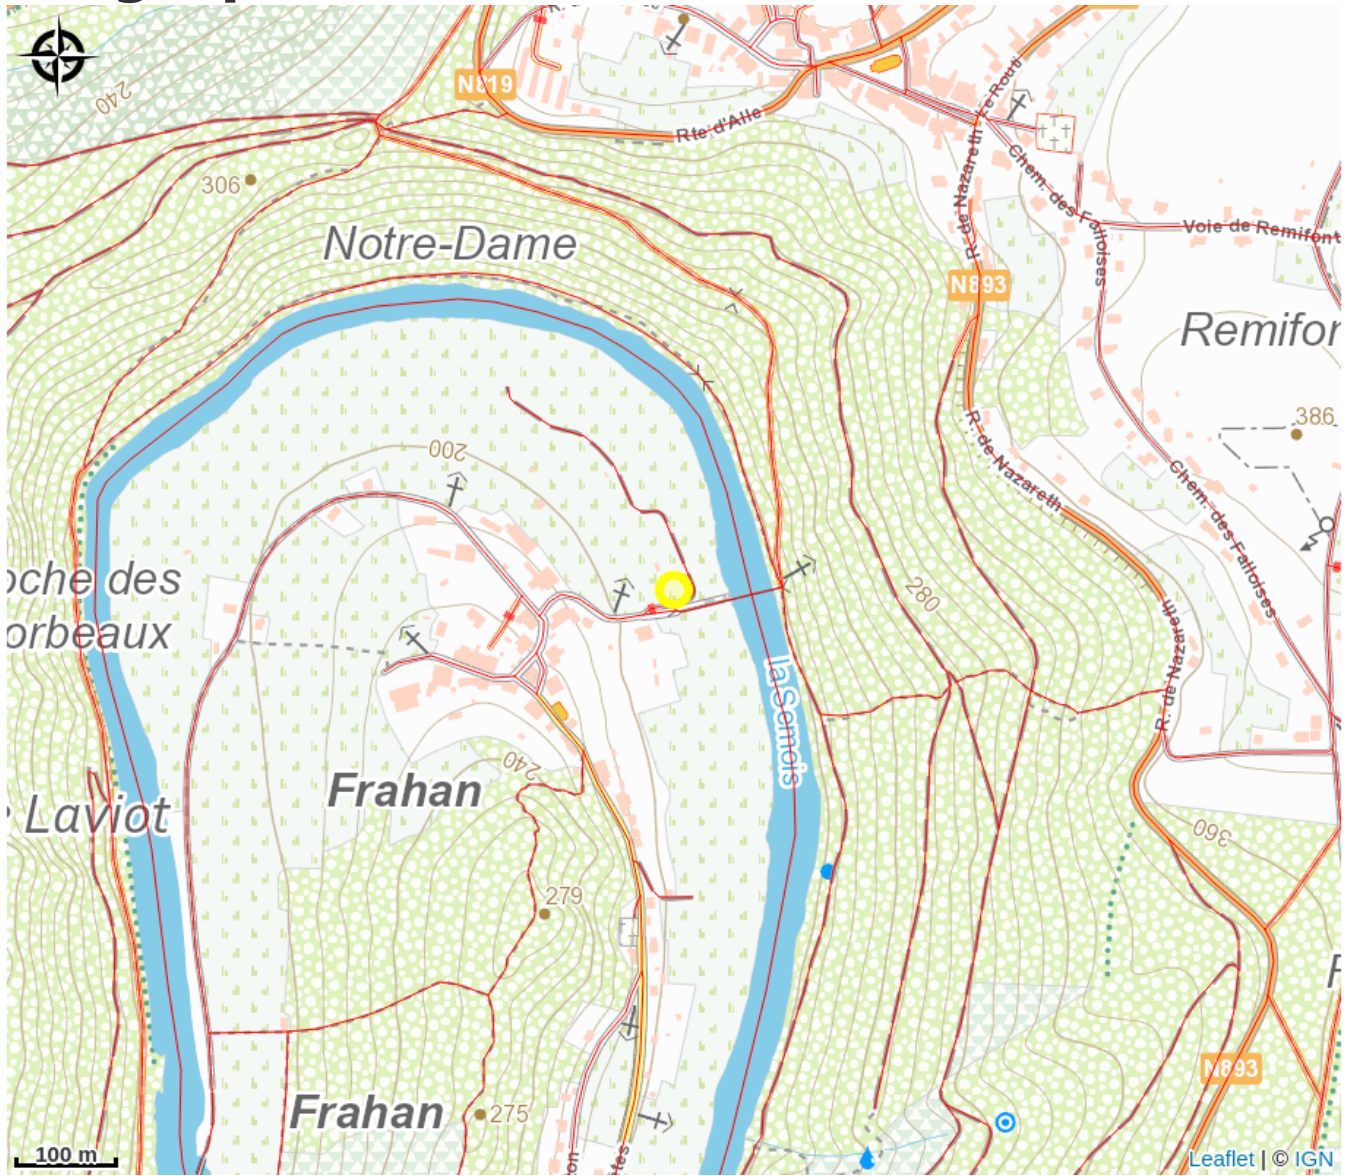 N819
240
Rte d'Alle
R. de Nazareth
Le Routi
Chem. des Falloises
306
Notre-Dame
Voie de Remifont
N893
Remifor
386
200
R. de Nazareth
Chem. des Falloises
oche des
orbeaux
280
R. de Nazareth
la Semois
240
Frahan
Laviot
360
279
N893
Frahan
275
100 m
Leaflet | © IGN